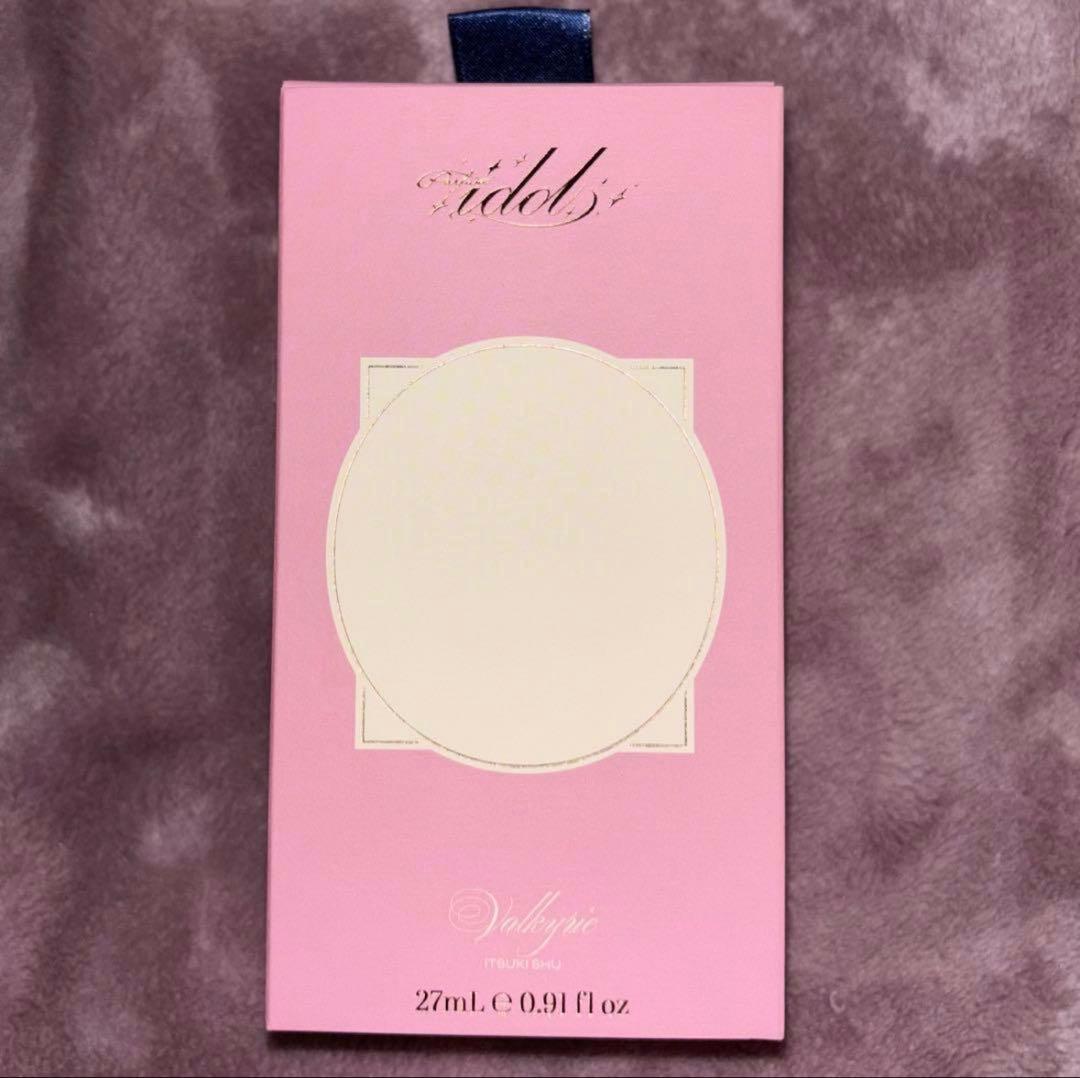 idol
Valkyrie
ITSUKI SHU
27mL ℮ 0.91 fl oz